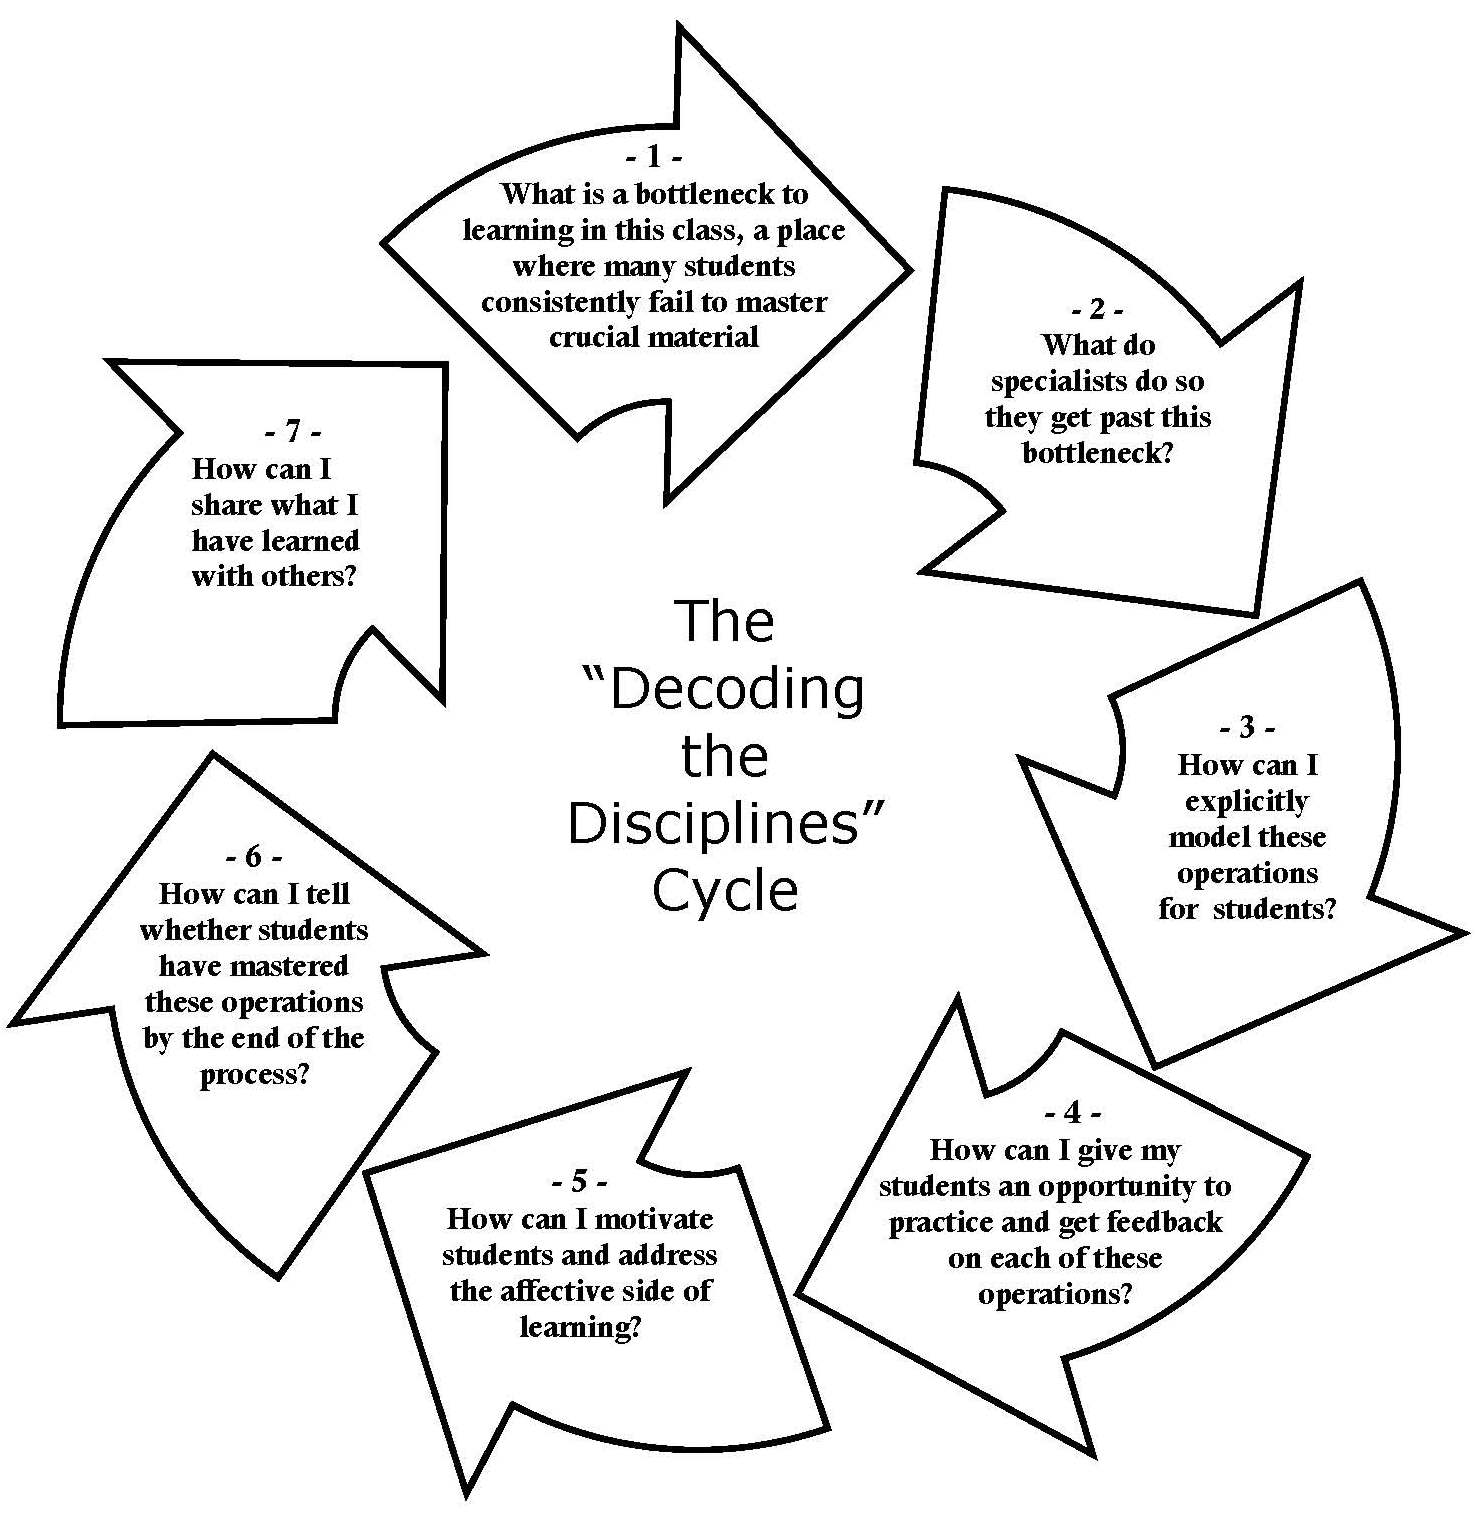 - 1 -
What is a bottleneck to
learning in this class, a place
where many students
consistently fail to master
crucial material
- 2 -
What do
specialists do so
they get past this
bottleneck?
- 3 -
How can I
explicitly
model these
operations
for students?
- 4 -
How can I give my
students an opportunity to
practice and get feedback
on each of these
operations?
- 5 -
How can I motivate
students and address
the affective side of
learning?
- 6 -
How can I tell
whether students
have mastered
these operations
by the end of the
process?
- 7 -
How can I
share what I
have learned
with others?
The
“Decoding
the
Disciplines”
Cycle